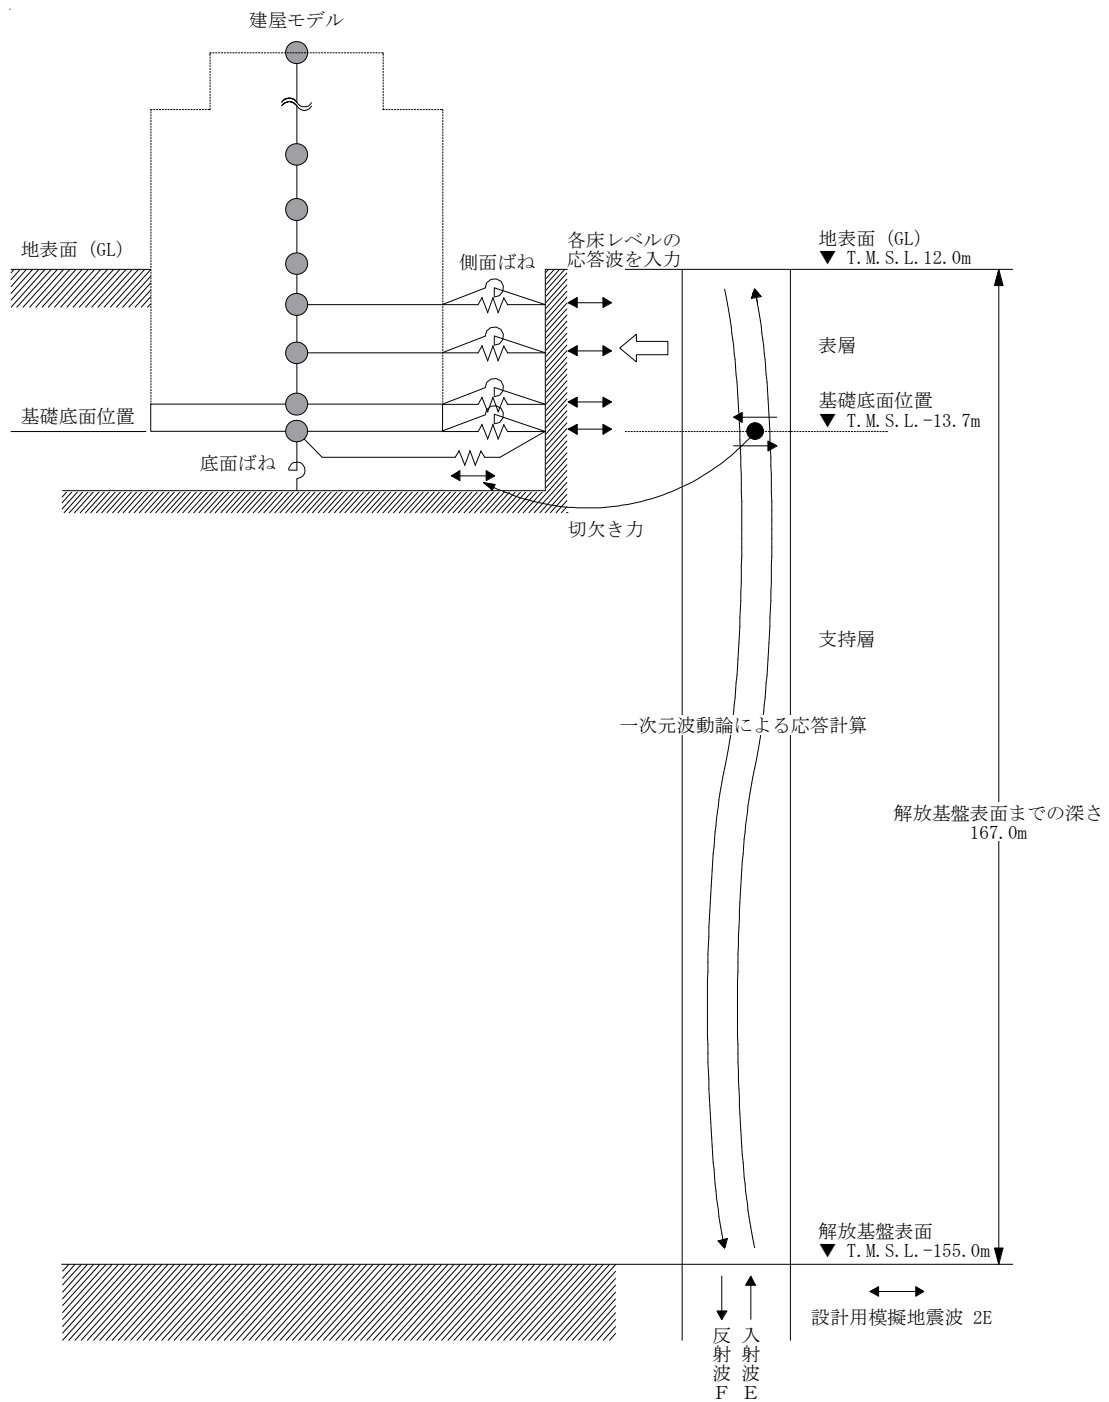 建屋モデル
地表面 (GL)
側面ばね
各床レベルの
応答波を入力
地表面 (GL)
▼ T.M.S.L.12.0m
表層
基礎底面位置
基礎底面位置
▼ T.M.S.L.-13.7m
底面ばね
切欠き力
支持層
一次元波動論による応答計算
解放基盤表面までの深さ
167.0m
解放基盤表面
▼ T.M.S.L.-155.0m
設計用模擬地震波 2E
反射波F
入射波E